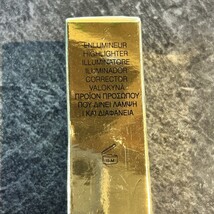 ENLUMINEUR
HIGHLIGHTER
ILLUMINATORE
ILUMINADOR
CORRECTOR
VALOKYNÄ
ΠΡΟΪΟΝ ΠΡΟΣΩΠΟΥ
ΠΟΥ ΔΙΝΕΙ ΛΑΜΨΗ
ΚΑΙ ΔΙΑΦΑΝΕΙΑ